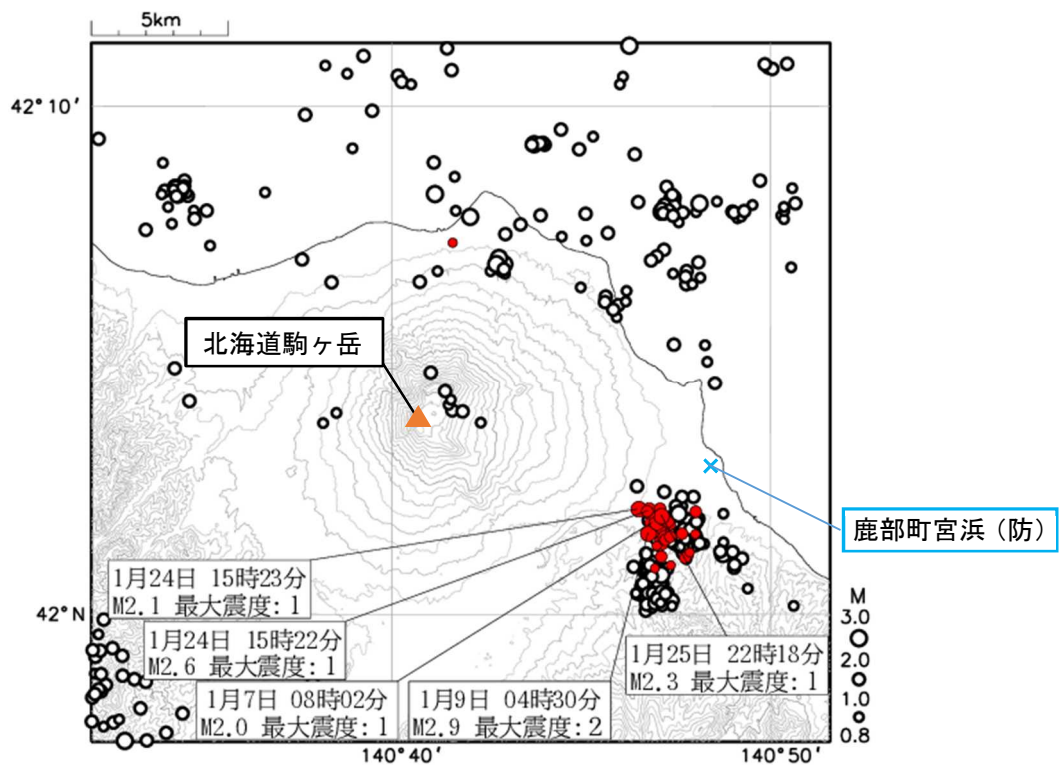 5km
42°10′
北海道駒ヶ岳
鹿部町宮浜（防）
1月24日 15時23分
M2.1 最大震度:1
42°N
1月24日 15時22分
M2.6 最大震度:1
1月25日 22時18分
M2.3 最大震度:1
1月7日 08時02分
M2.0 最大震度:1
1月9日 04時30分
M2.9 最大震度:2
M
3.0
2.0
1.0
0.8
140°40′
140°50′